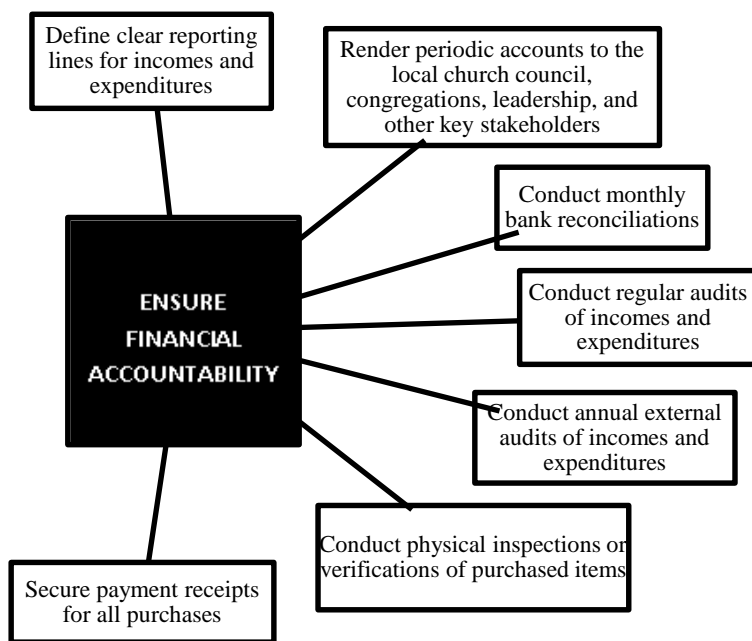 Define clear reporting
lines for incomes and
expenditures
Render periodic accounts to the
local church council,
congregations, leadership, and
other key stakeholders
Conduct monthly
bank reconciliations
ENSURE
FINANCIAL
ACCOUNTABILITY
Conduct regular audits
of incomes and
expenditures
Conduct annual external
audits of incomes and
expenditures
Conduct physical inspections or
verifications of purchased items
Secure payment receipts
for all purchases